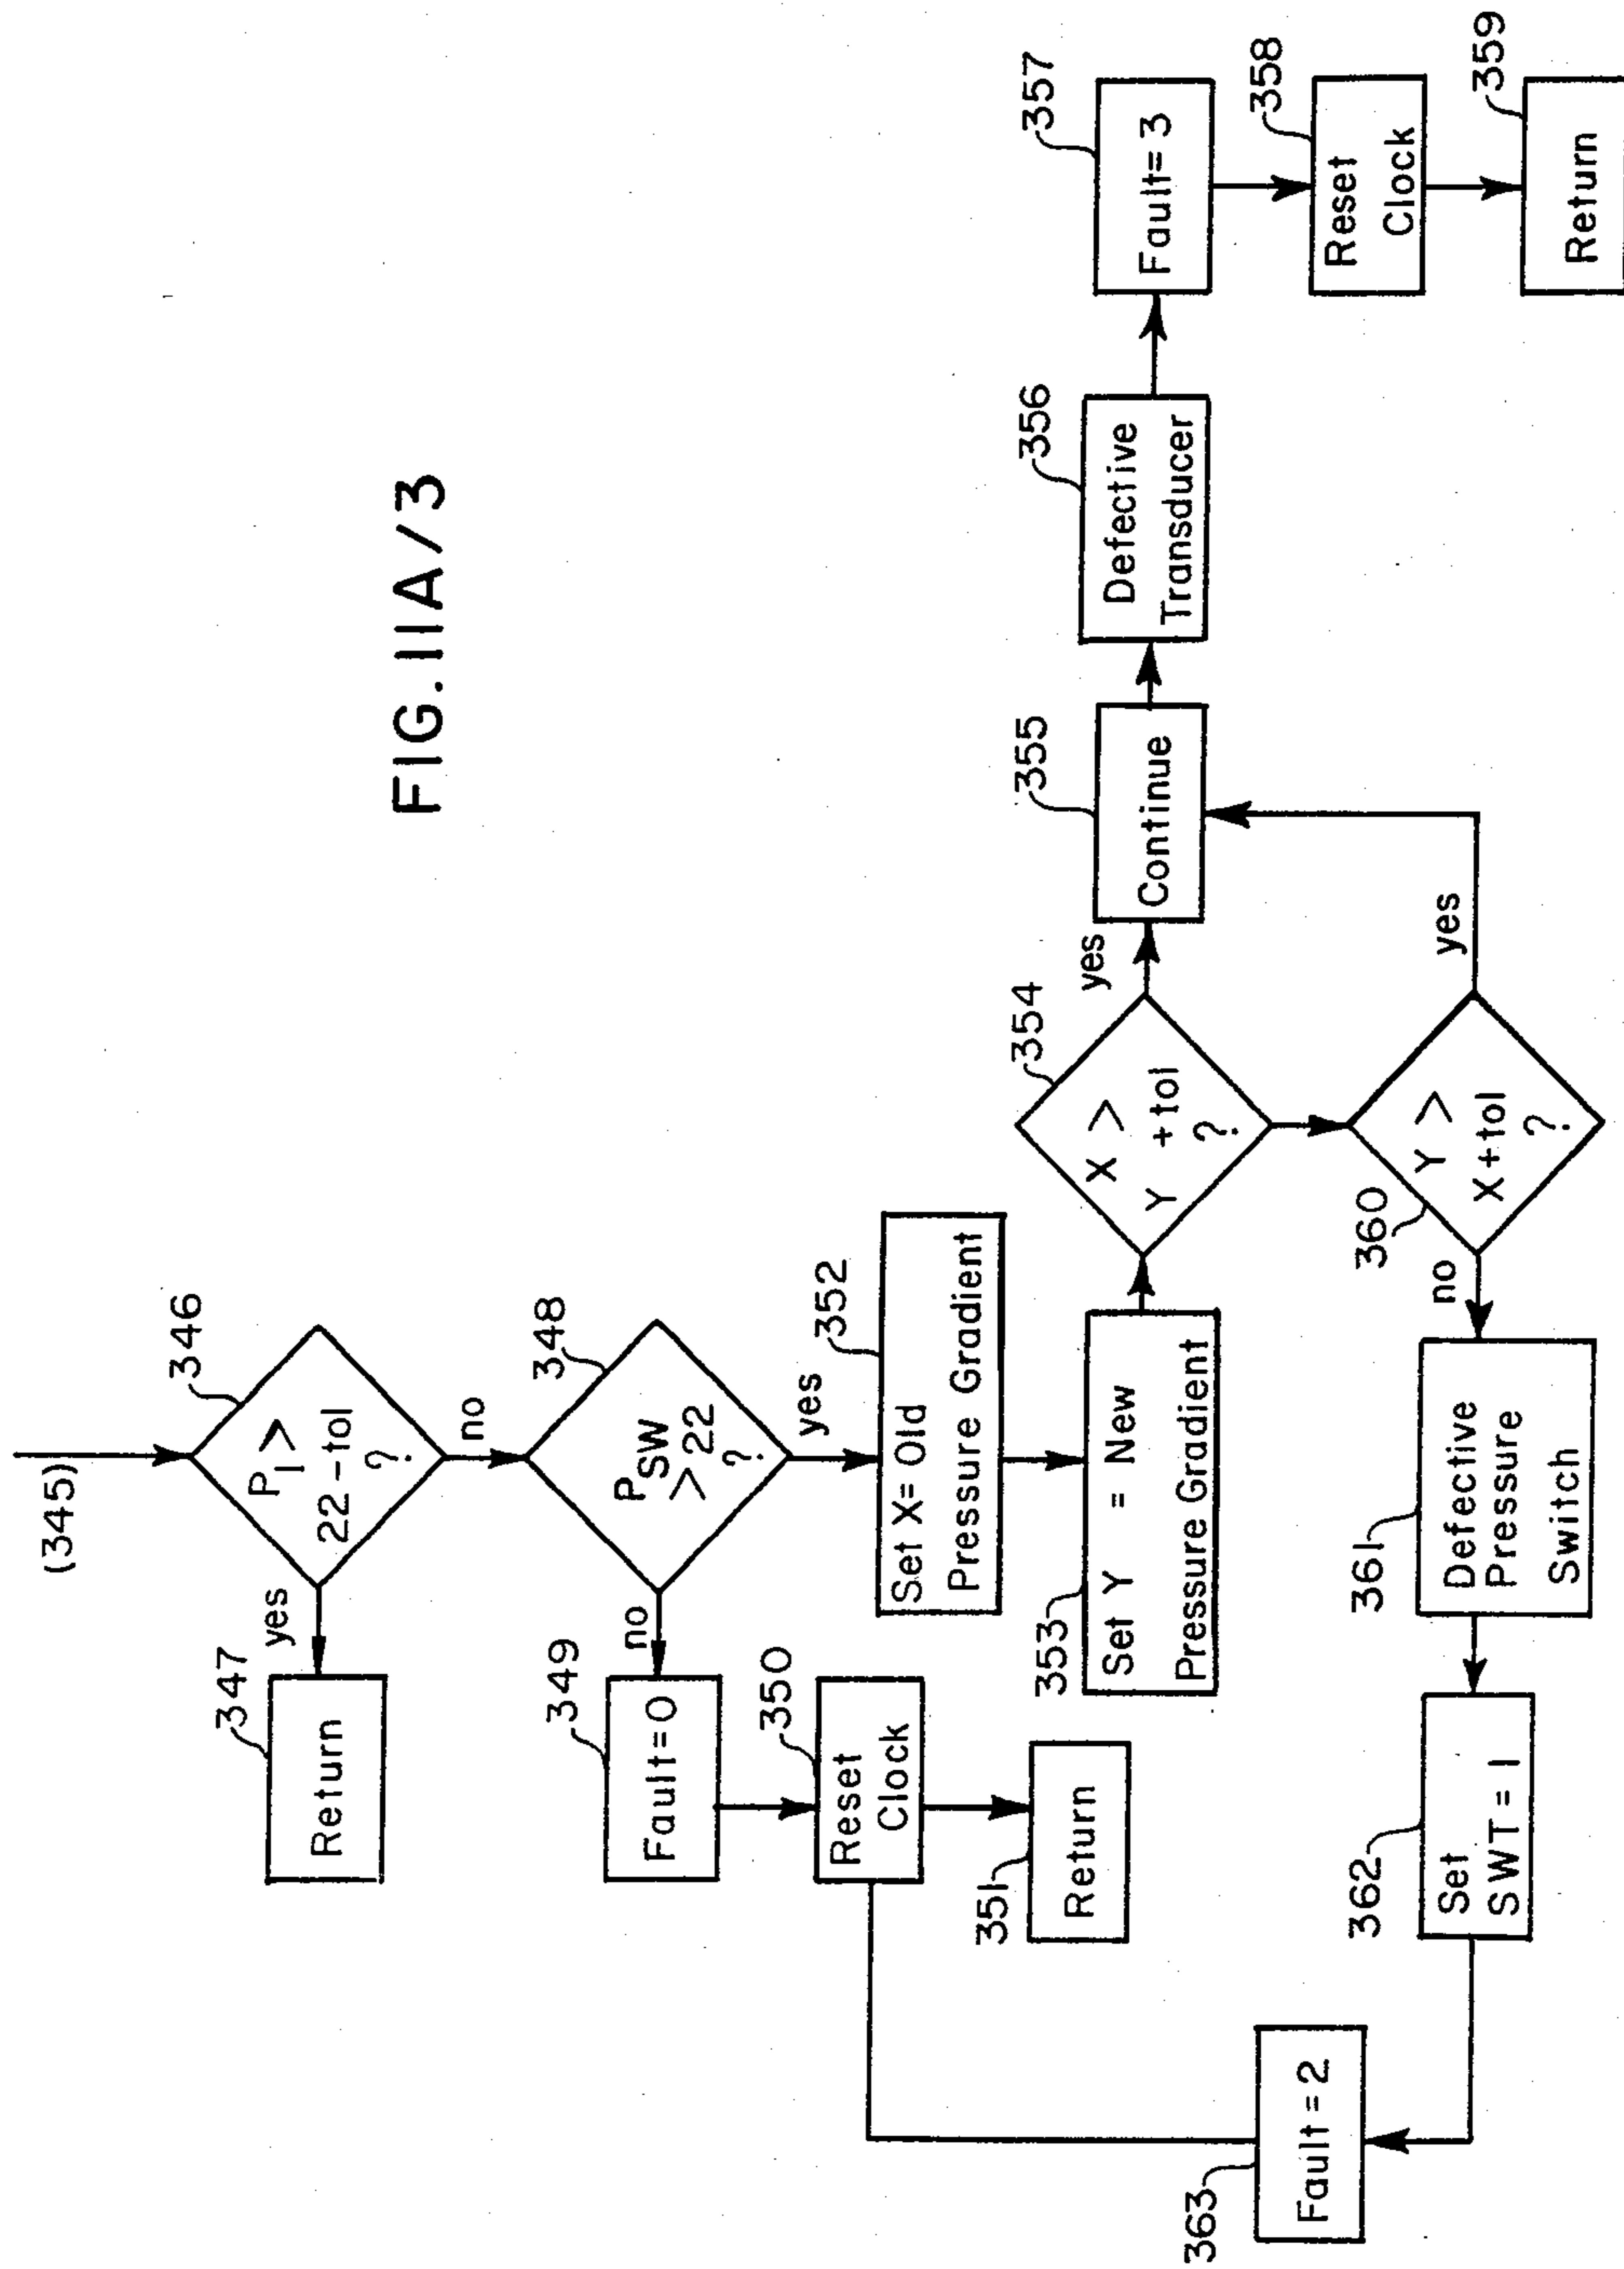 FIG. 11A/3
(345)
346
P1 >
22 - tol
?
yes
347
Return
no
348
PSW
> 22
?
no
349
Fault = 0
350
Reset
Clock
351
Return
yes
352
Set X = Old
Pressure Gradient
353
Set Y = New
Pressure Gradient
354
X >
Y + tol
?
yes
355
Continue
356
Defective
Transducer
357
Fault = 3
358
Reset
Clock
359
Return
360
Y >
X + tol
?
yes
no
361
Defective
Pressure
Switch
362
Set
SWT = 1
363
Fault = 2